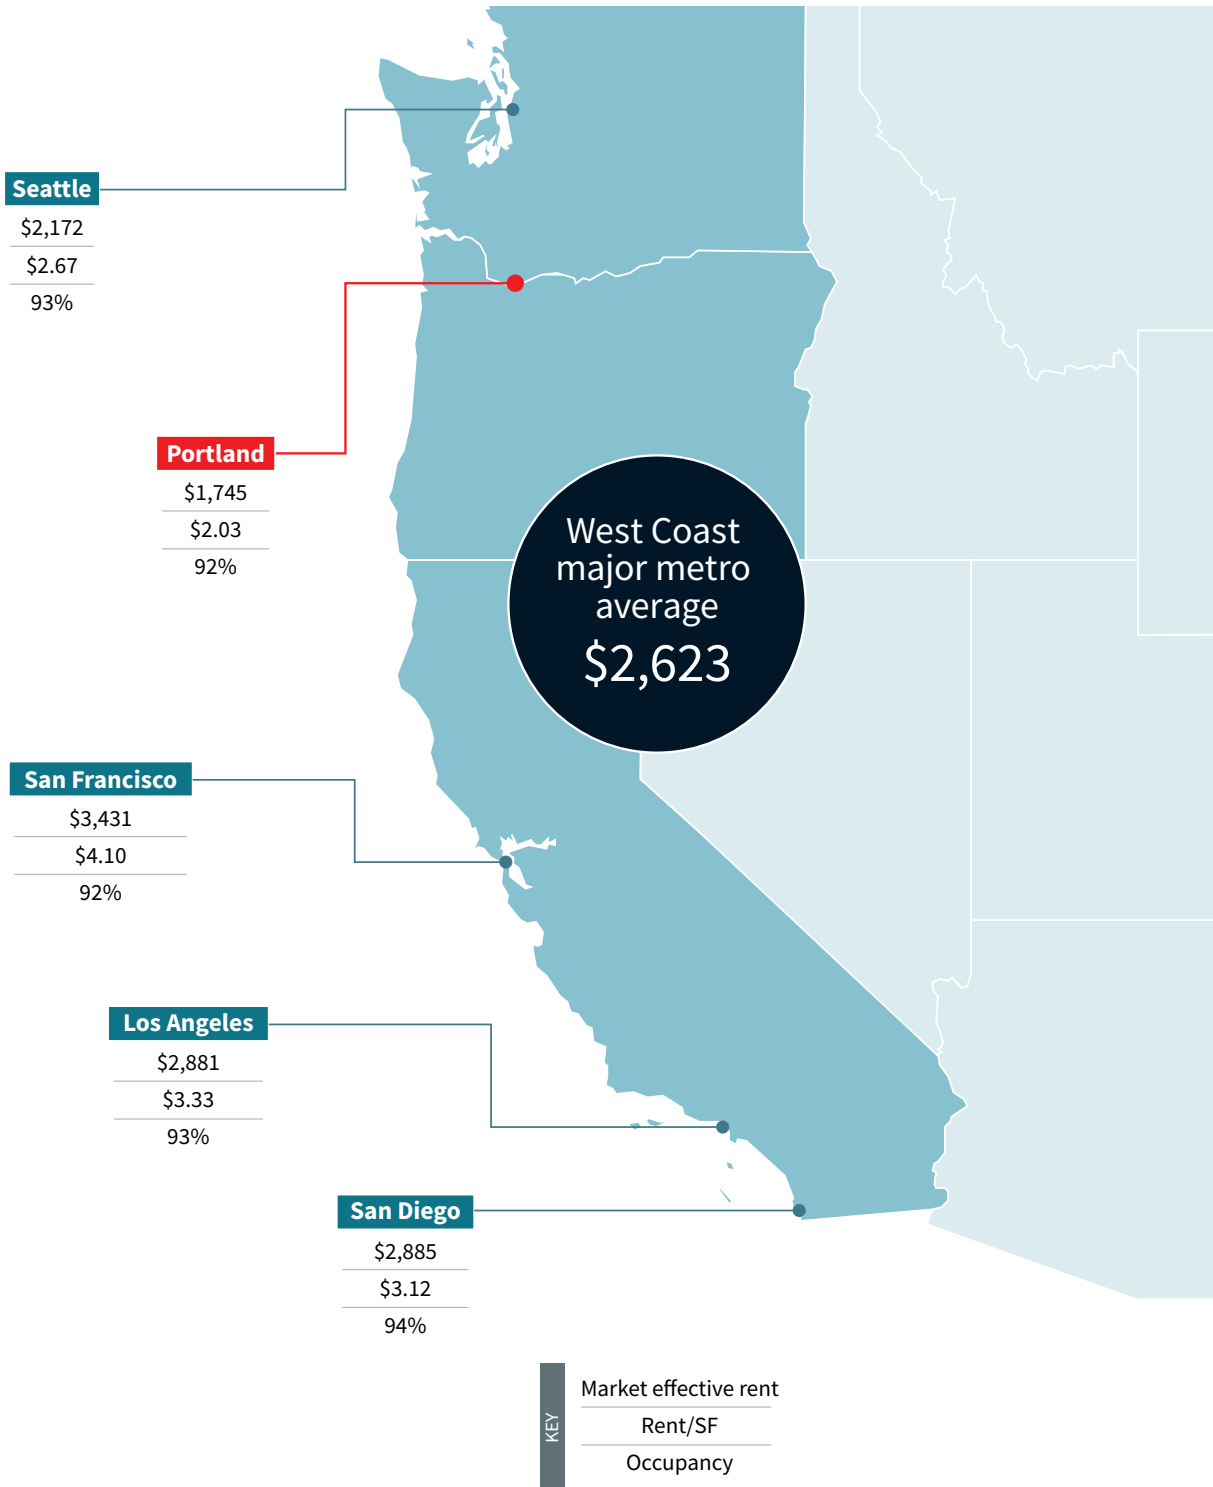 Seattle
$2,172
$2.67
93%
Portland
$1,745
$2.03
92%
West Coast
major metro
average
$2,623
San Francisco
$3,431
$4.10
92%
Los Angeles
$2,881
$3.33
93%
San Diego
$2,885
$3.12
94%
KEY
Market effective rent
Rent/SF
Occupancy